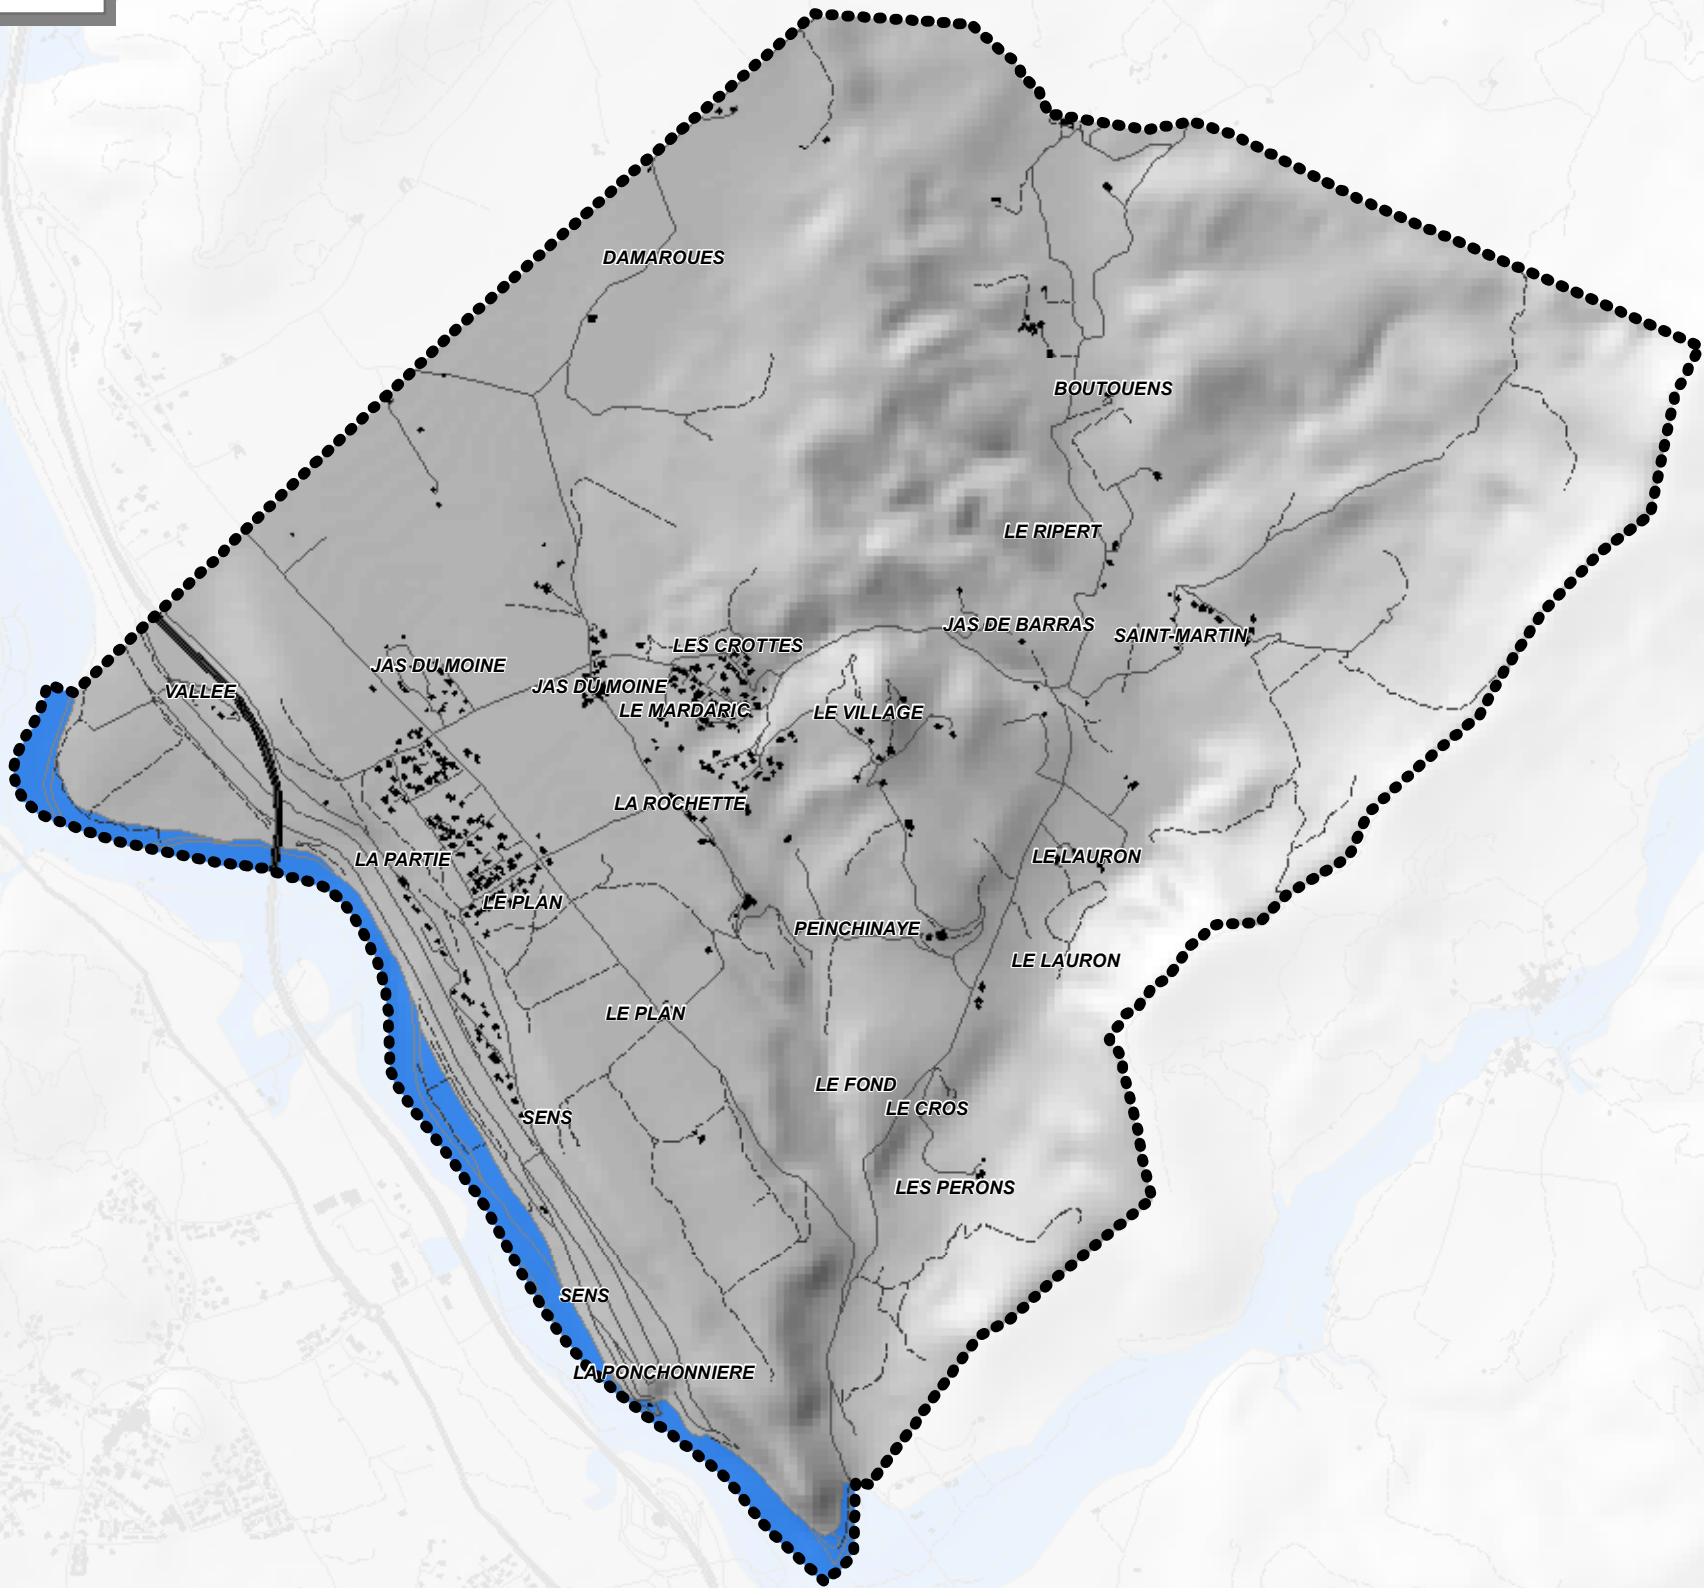 DAMAROUES
BOUTOUENS
LE RIPERT
JAS DE BARRAS
SAINT-MARTIN
LES CROTTES
JAS DU MOINE
JAS DU MOINE
VALLEE
LE MARDARIC
LE VILLAGE
LA ROCHETTE
LA PARTIE
LE LAURON
LE PLAN
PEINCHINAYE
LE LAURON
LE PLAN
LE FOND
LE CROS
SENS
LES PERONS
SENS
LA PONCHONNIERE